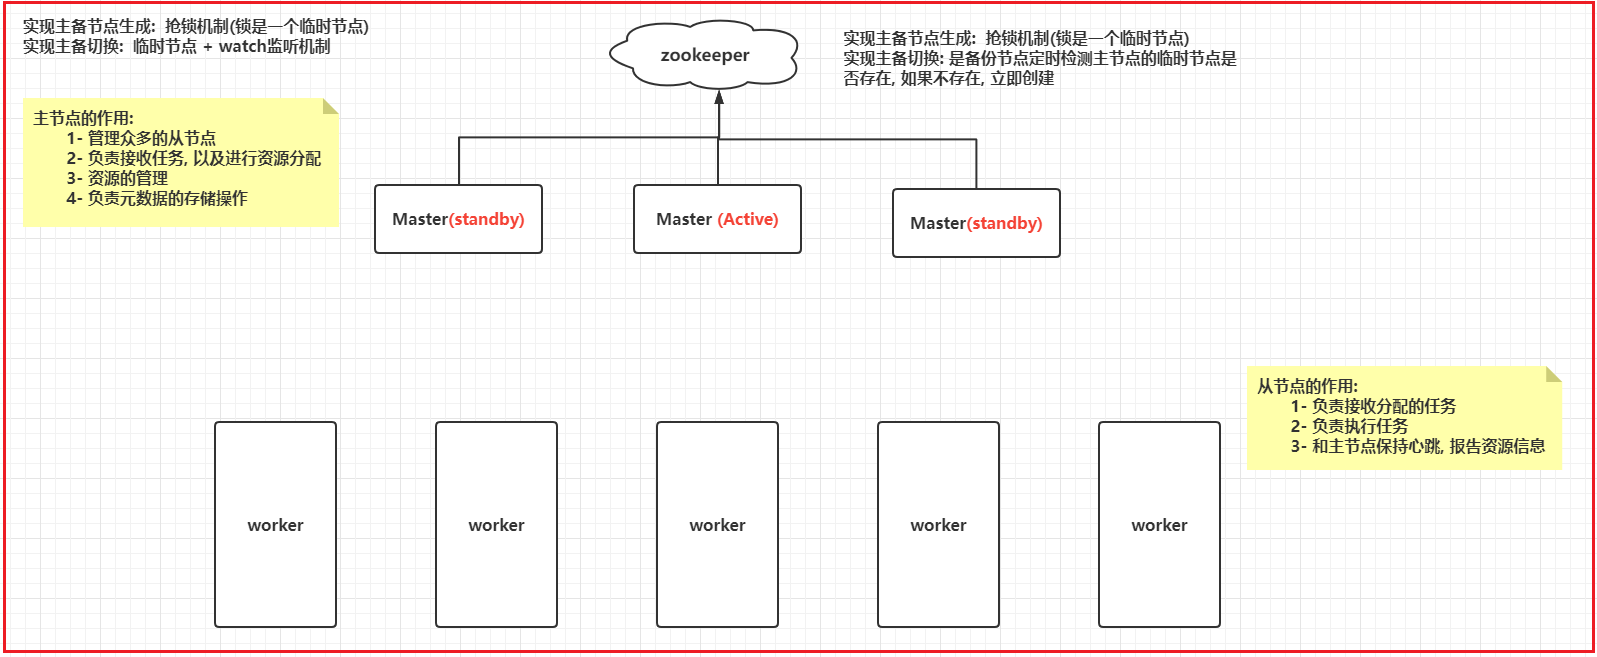 实现主备节点生成: 抢锁机制(锁是一个临时节点)
实现主备切换: 临时节点 + watch监听机制
zookeeper
实现主备节点生成: 抢锁机制(锁是一个临时节点)
实现主备切换: 是备份节点定时检测主节点的临时节点是
否存在, 如果不存在, 立即创建
主节点的作用:
1- 管理众多的从节点
2- 负责接收任务, 以及进行资源分配
3- 资源的管理
4- 负责元数据的存储操作
Master(standby)
Master (Active)
Master(standby)
从节点的作用:
1- 负责接收分配的任务
2- 负责执行任务
3- 和主节点保持心跳, 报告资源信息
worker
worker
worker
worker
worker